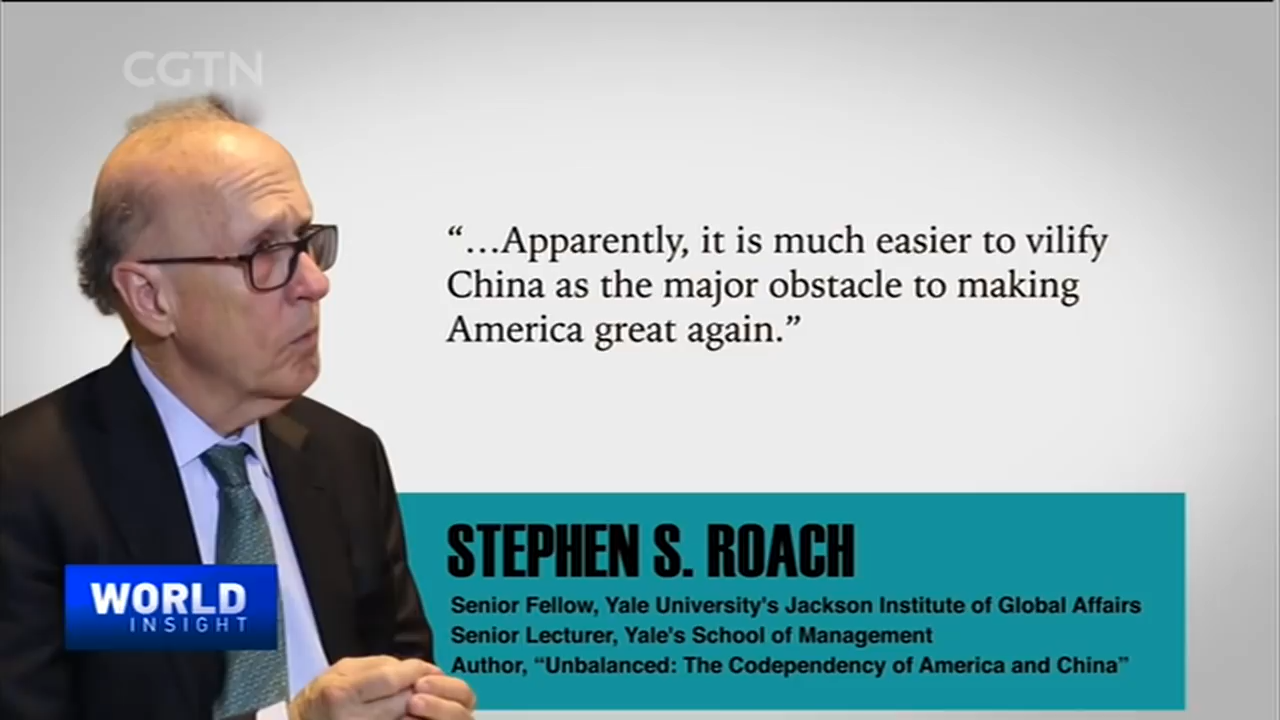 CGTN
“…Apparently, it is much easier to vilify
China as the major obstacle to making
America great again.”
STEPHEN S. ROACH
Senior Fellow, Yale University's Jackson Institute of Global Affairs
Senior Lecturer, Yale's School of Management
Author, “Unbalanced: The Codependency of America and China”
WORLD
INSIGHT